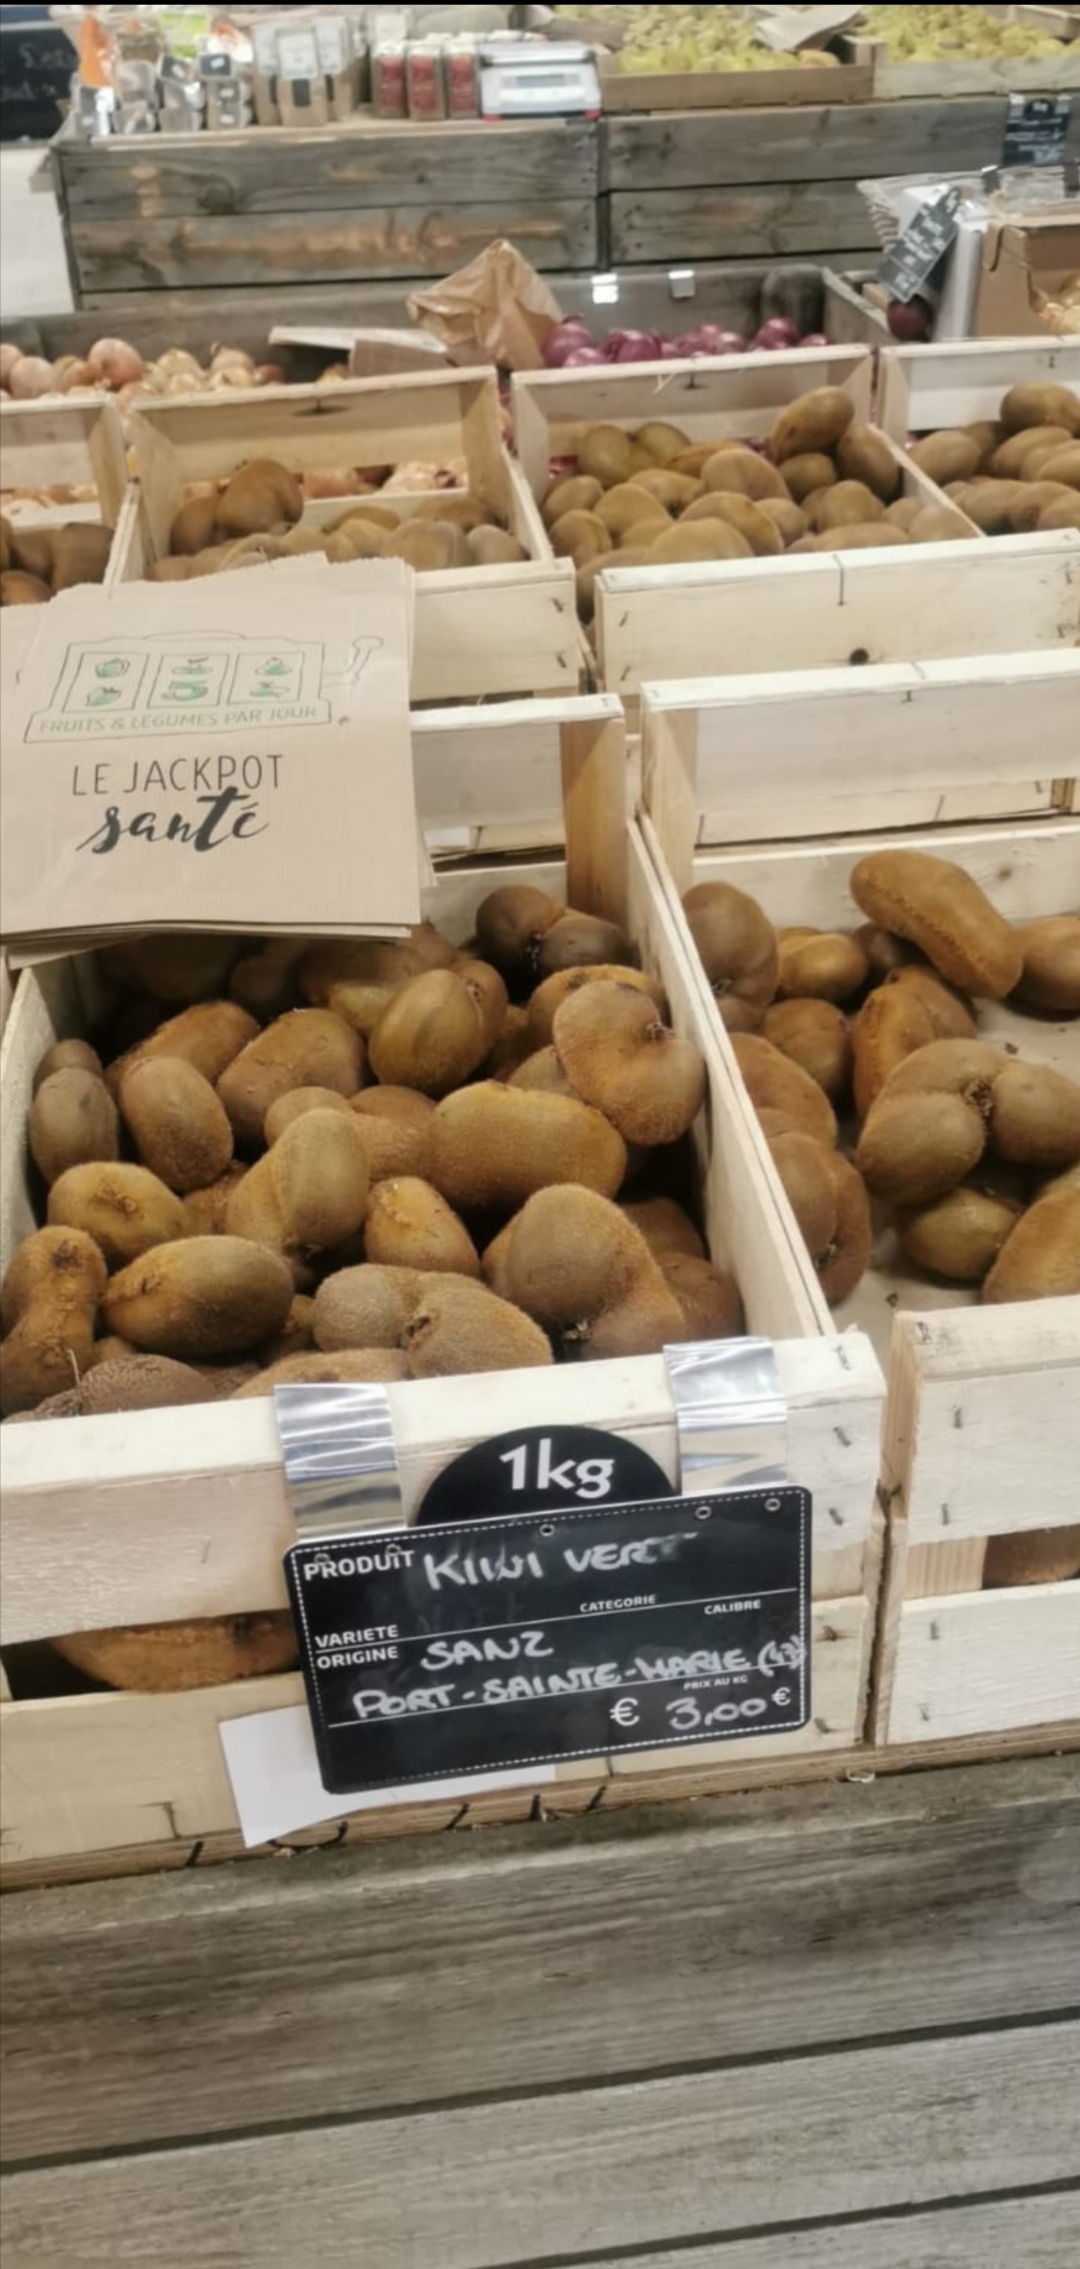 FRUITS & LEGUMES PAR JOUR
LE JACKPOT
santé
1kg
PRODUIT KIWI VERT
CATEGORIE CALIBRE
VARIETE
ORIGINE SANZ
PORT-SAINTE-MARIE (47)
PRIX AU KG
€ 3,00€